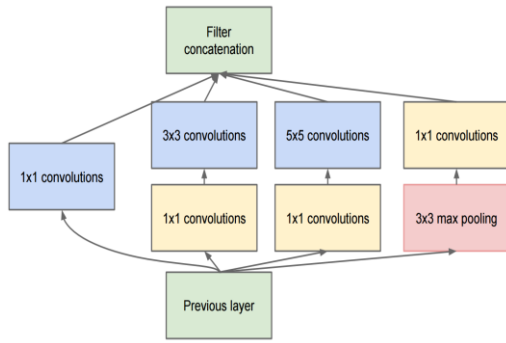 Filter
concatenation
3x3 convolutions
5x5 convolutions
1x1 convolutions
1x1 convolutions
1x1 convolutions
1x1 convolutions
3x3 max pooling
Previous layer